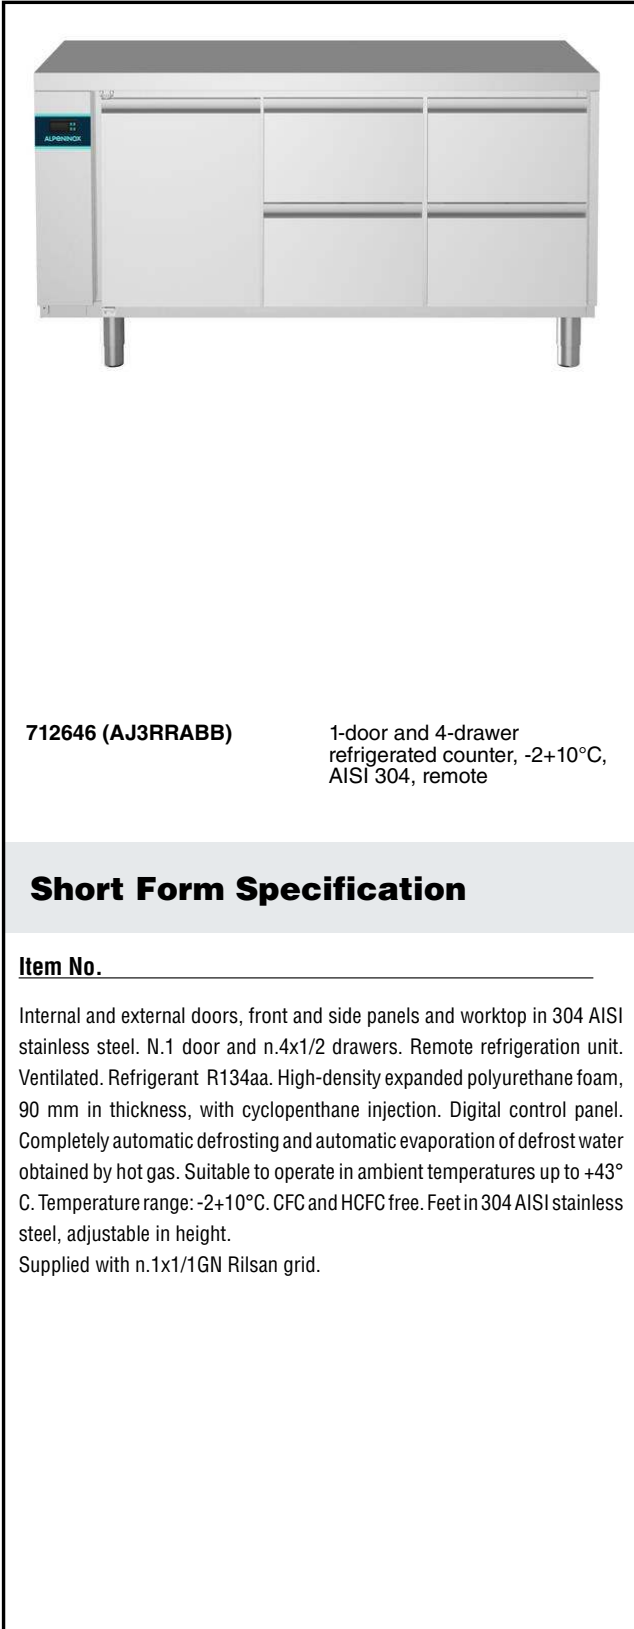 ALPENINOX
712646 (AJ3RRABB)
1-door and 4-drawer
refrigerated counter, -2+10°C,
AISI 304, remote
Short Form Specification
Item No.
Internal and external doors, front and side panels and worktop in 304 AISI
stainless steel. N.1 door and n.4x1/2 drawers. Remote refrigeration unit.
Ventilated. Refrigerant R134aa. High-density expanded polyurethane foam,
90 mm in thickness, with cyclopenthane injection. Digital control panel.
Completely automatic defrosting and automatic evaporation of defrost water
obtained by hot gas. Suitable to operate in ambient temperatures up to +43°
C. Temperature range: -2+10°C. CFC and HCFC free. Feet in 304 AISI stainless
steel, adjustable in height.
Supplied with n.1x1/1GN Rilsan grid.